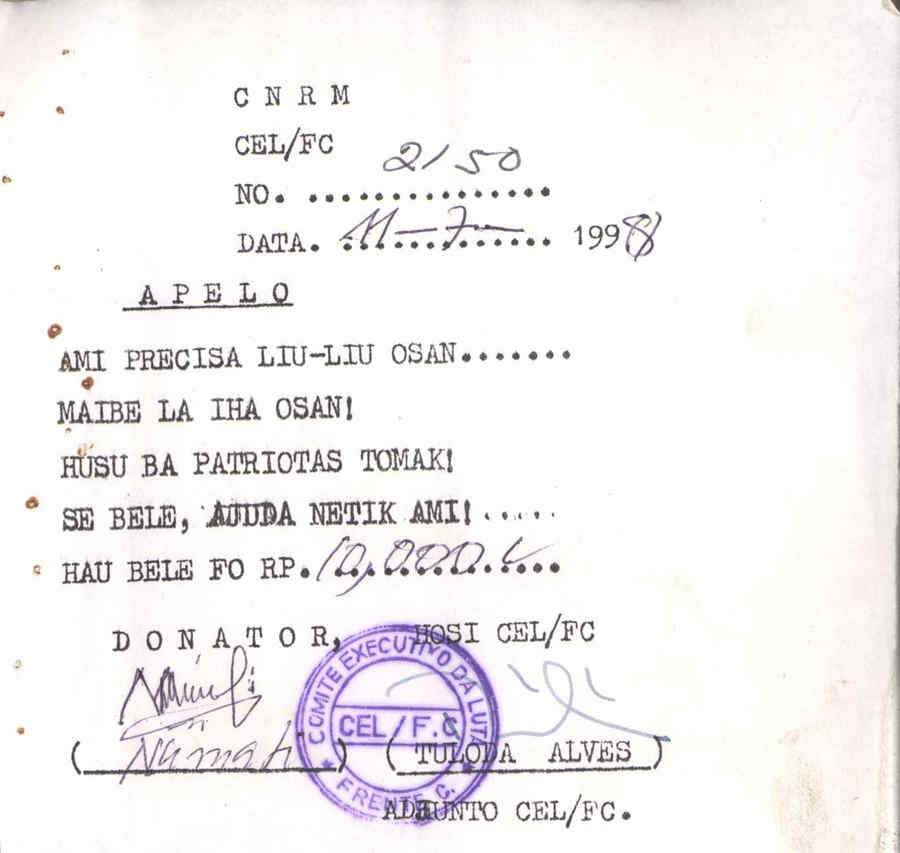 C N R M
CEL/FC
NO. 2150
DATA. 11-7- 1998
A P E L O
AMI PRECISA LIU-LIU OSAN.......
MAIBE LA IHA OSAN!
HUSU BA PATRIOTAS TOMAK!
SE BELE, AJUDA NETIK AMI!.....
HAU BELE FO RP. 10,000
D O N A T O R, HOSI CEL/FC
COMITE EXECUTIVO DA LUTA
CEL/F.C
FRENTE C.
( ) ( TULODA ALVES )
ADJUNTO CEL/FC.